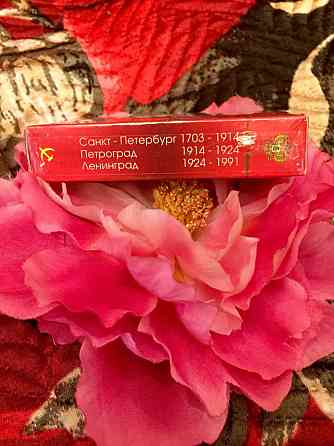 Санкт - Петербург 1703 - 1914
Петроград 1914 - 1924
Ленинград 1924 - 1991